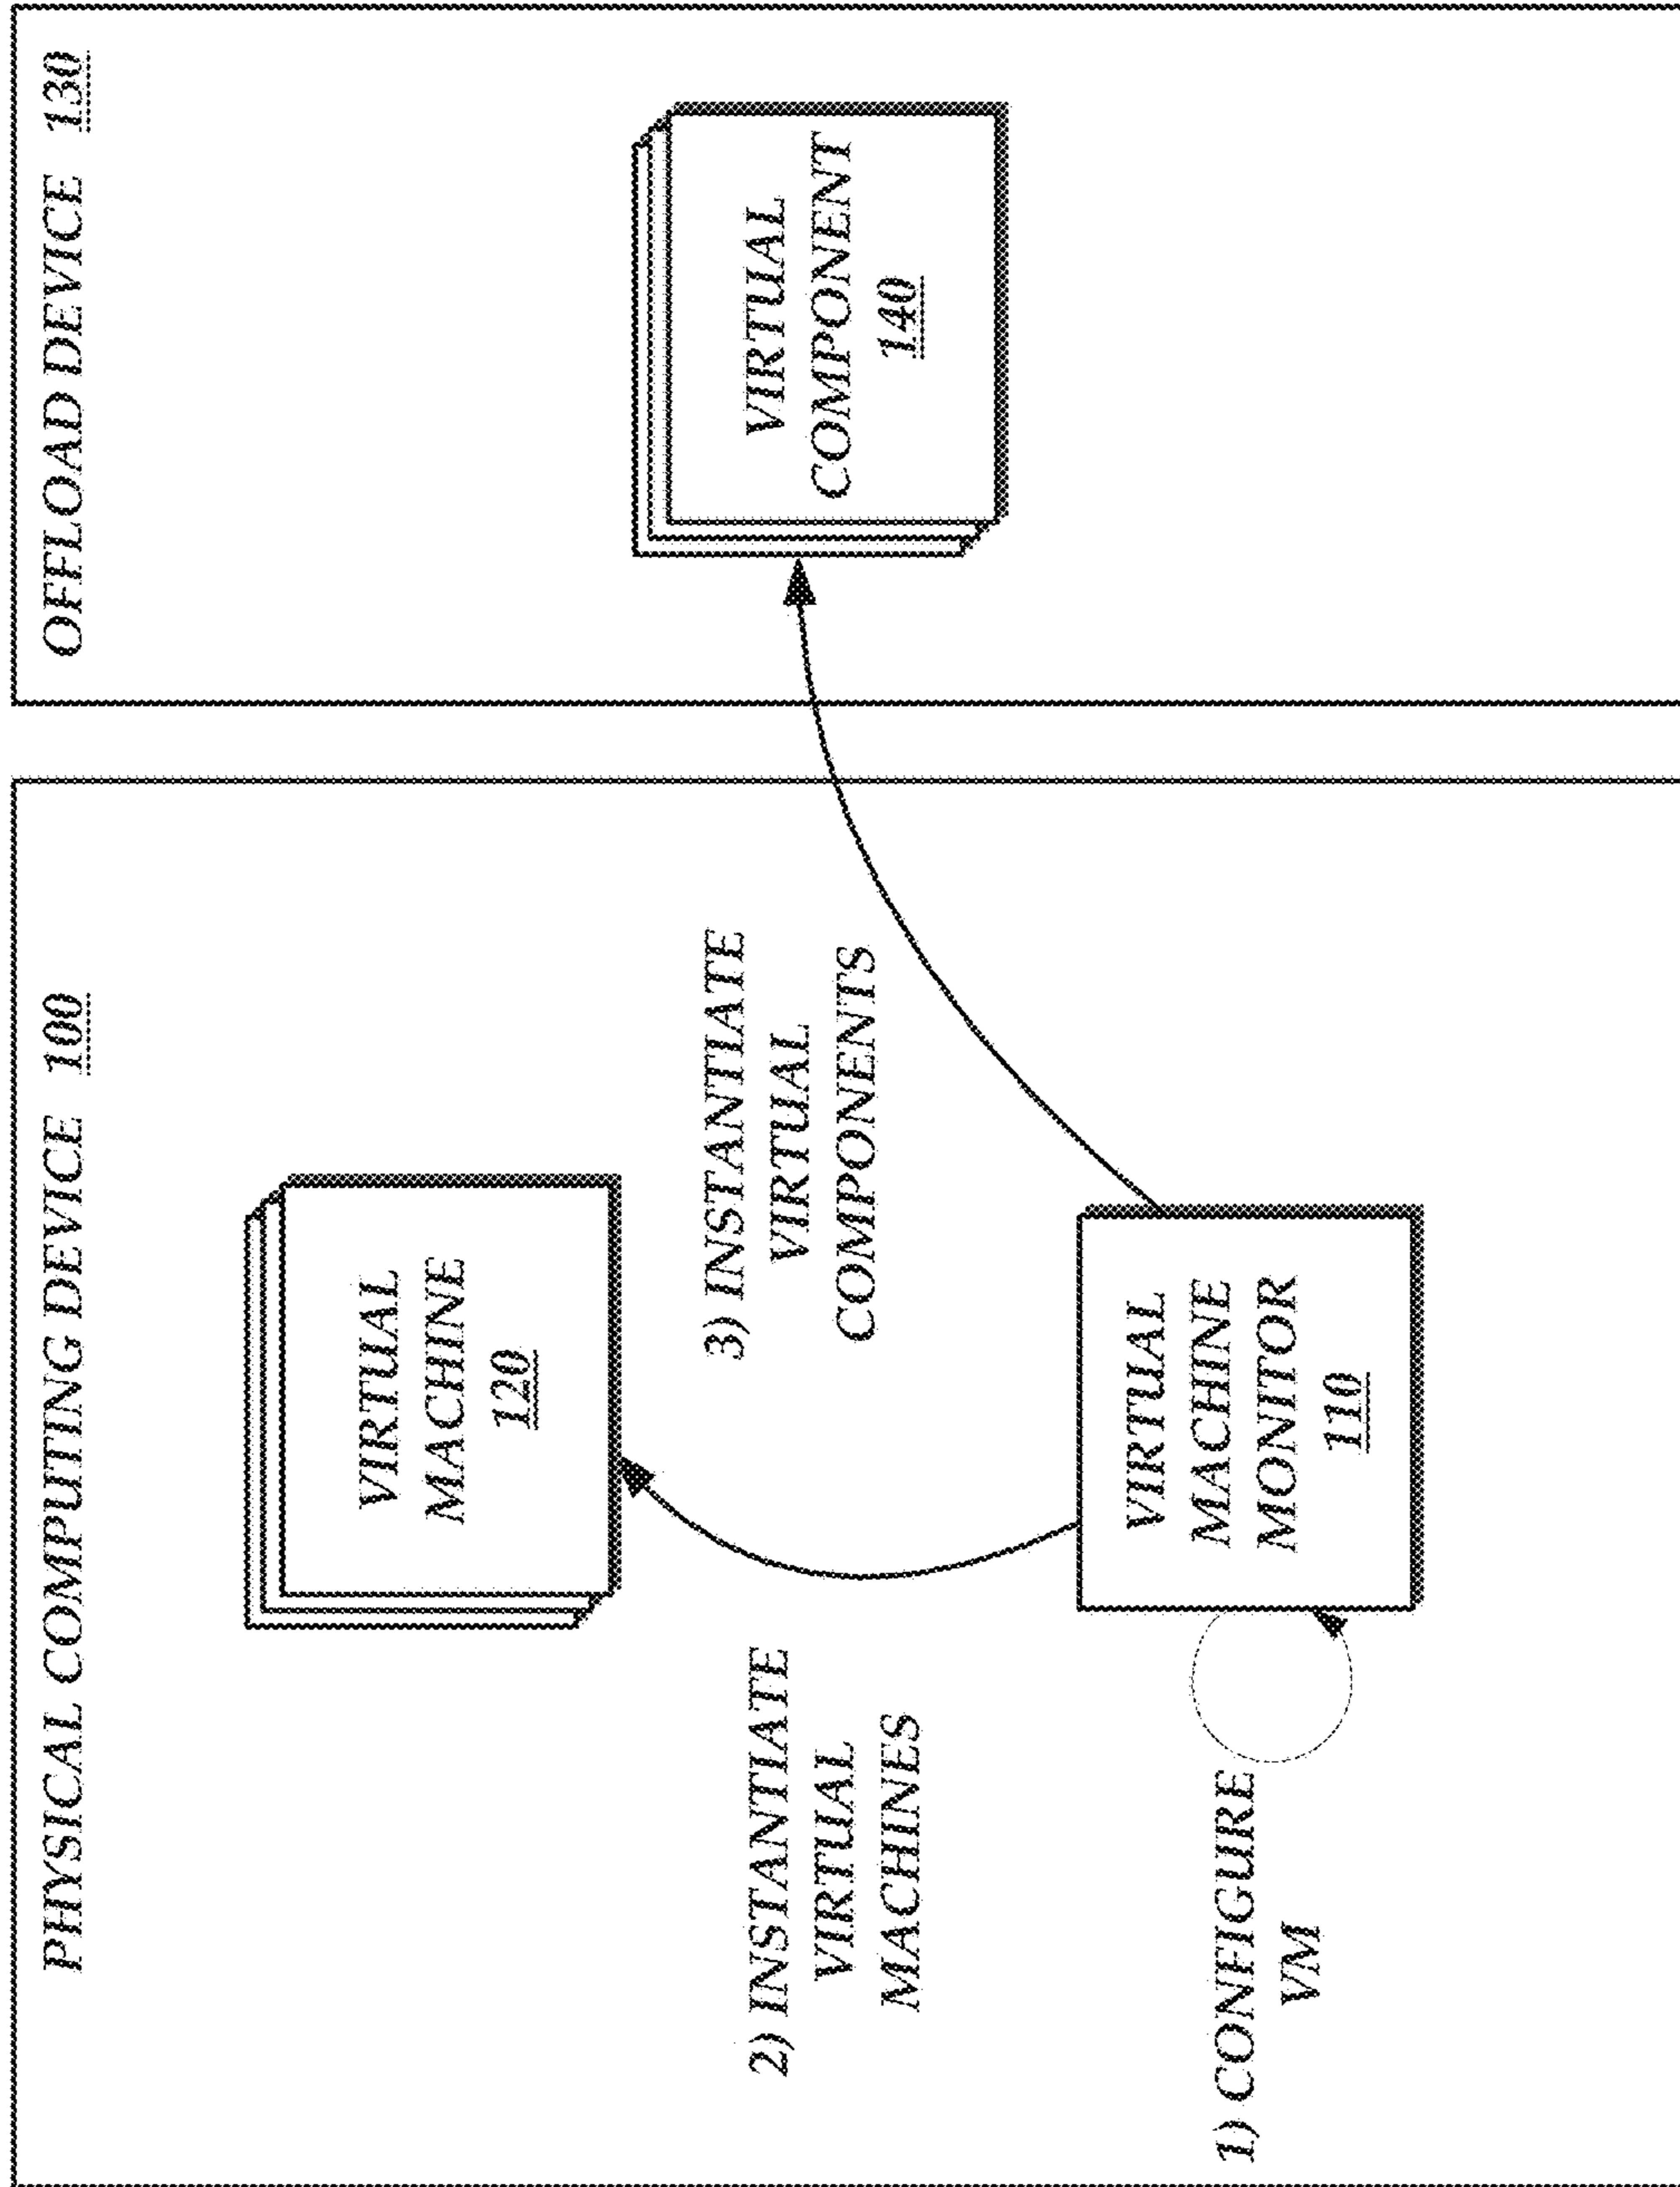 PHYSICAL COMPUTING DEVICE 100
OFFLOAD DEVICE 130
VIRTUAL
MACHINE
120
VIRTUAL
COMPONENT
140
3) INSTANTIATE
VIRTUAL
COMPONENTS
2) INSTANTIATE
VIRTUAL
MACHINES
VIRTUAL
MACHINE
MONITOR
110
1) CONFIGURE
VM